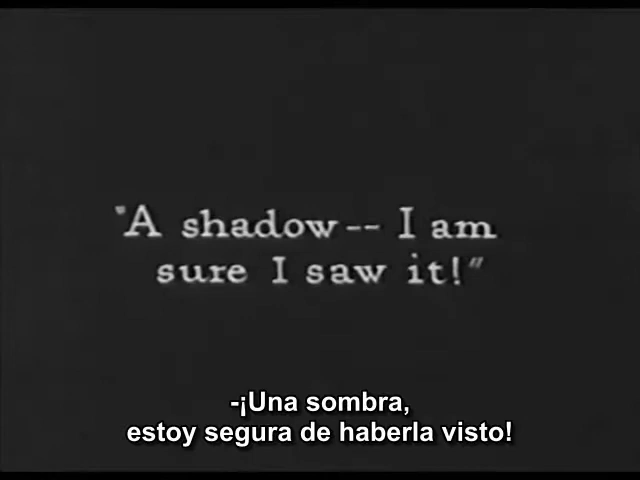 "A shadow -- I am
sure I saw it!"
-¡Una sombra,
estoy segura de haberla visto!